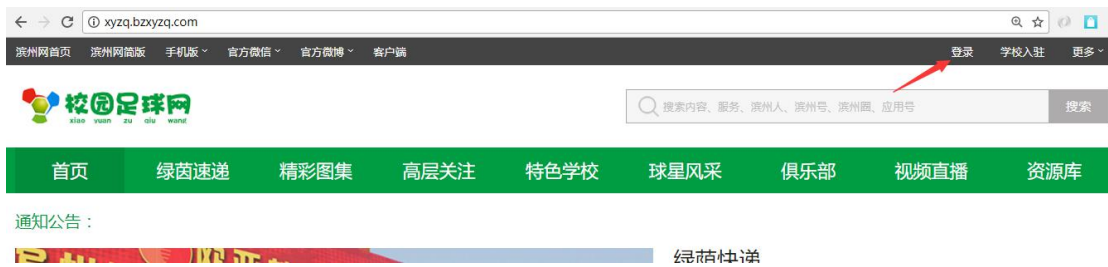 xyzq.bzxyzq.com
滨州网首页 滨州网简版 手机版 官方微信 官方微博 客户端 登录 学校入驻 更多
校园足球网
xiao yuan zu qiu wang
搜索内容、服务、滨州人、滨州号、滨州圈、应用号 搜索
首页 绿茵速递 精彩图集 高层关注 特色学校 球星风采 俱乐部 视频直播 资源库
通知公告：
绿茵快递